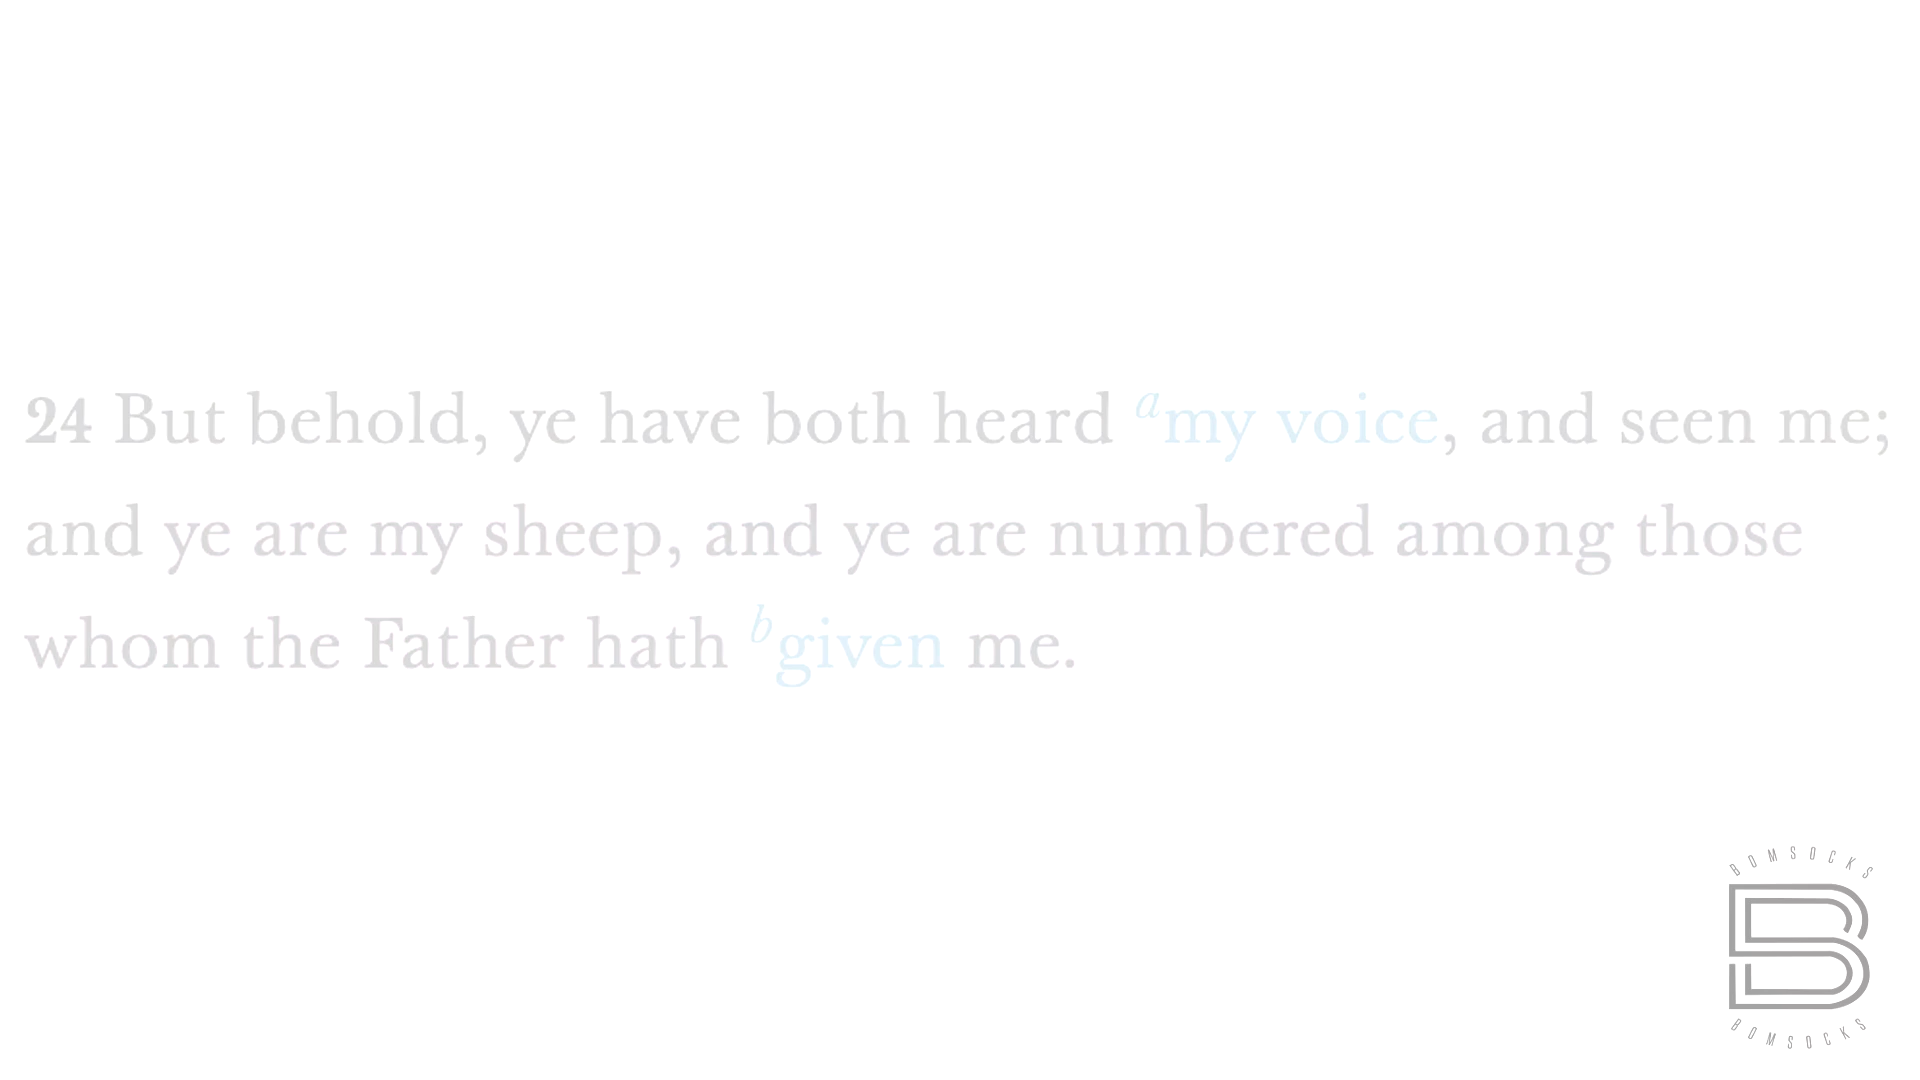 24 But behold, ye have both heard amy voice, and seen me;
and ye are my sheep, and ye are numbered among those
whom the Father hath bgiven me.
BOMSOCKS
B
BOMSOCKS